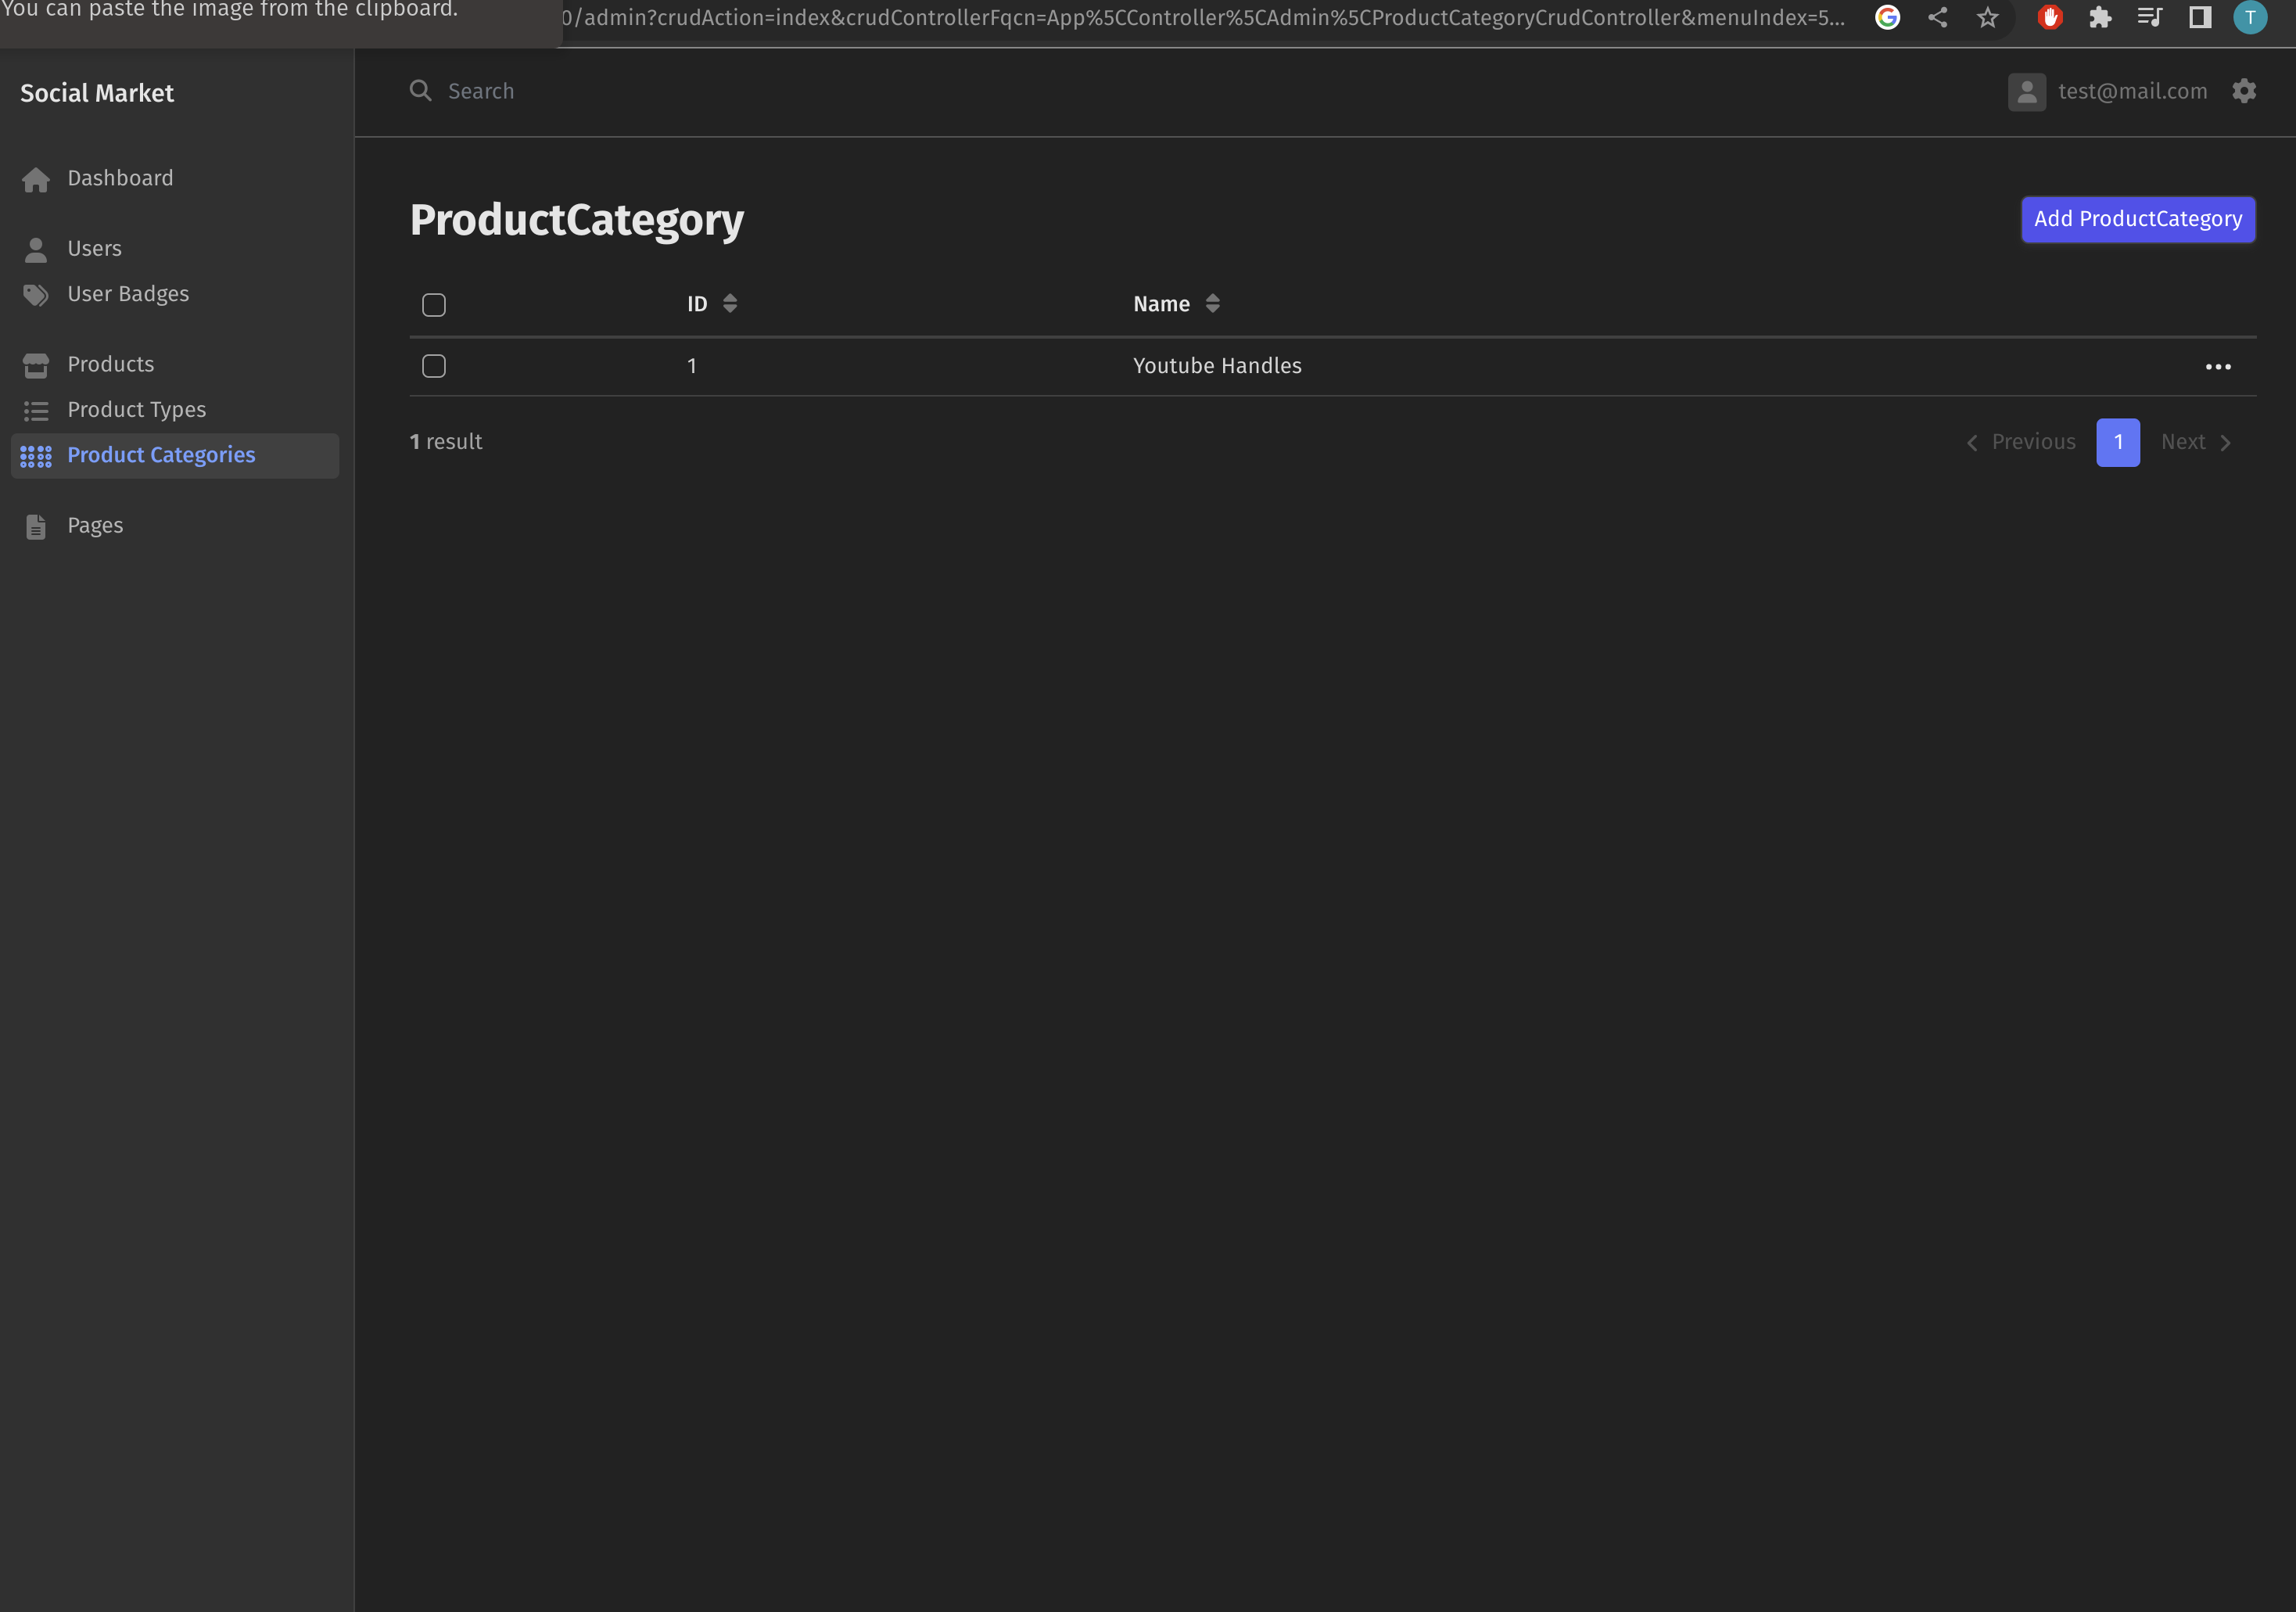 You can paste the image from the clipboard.
0/admin?crudAction=index&crudControllerFqcn=App%5CController%5CAdmin%5CProductCategoryCrudController&menuIndex=5...
T
Social Market
Search
test@mail.com
Dashboard
Users
User Badges
Products
Product Types
Product Categories
Pages
ProductCategory
Add ProductCategory
ID Name
1 Youtube Handles
1 result
Previous 1 Next